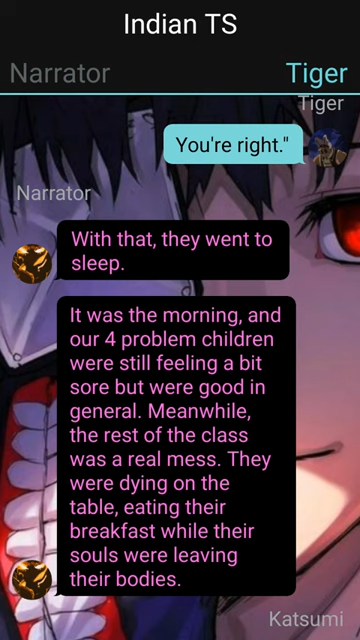 Indian TS
Narrator
Tiger
Tiger
You're right."
Narrator
With that, they went to
sleep.
It was the morning, and
our 4 problem children
were still feeling a bit
sore but were good in
general. Meanwhile,
the rest of the class
was a real mess. They
were dying on the
table, eating their
breakfast while their
souls were leaving
their bodies.
Katsumi